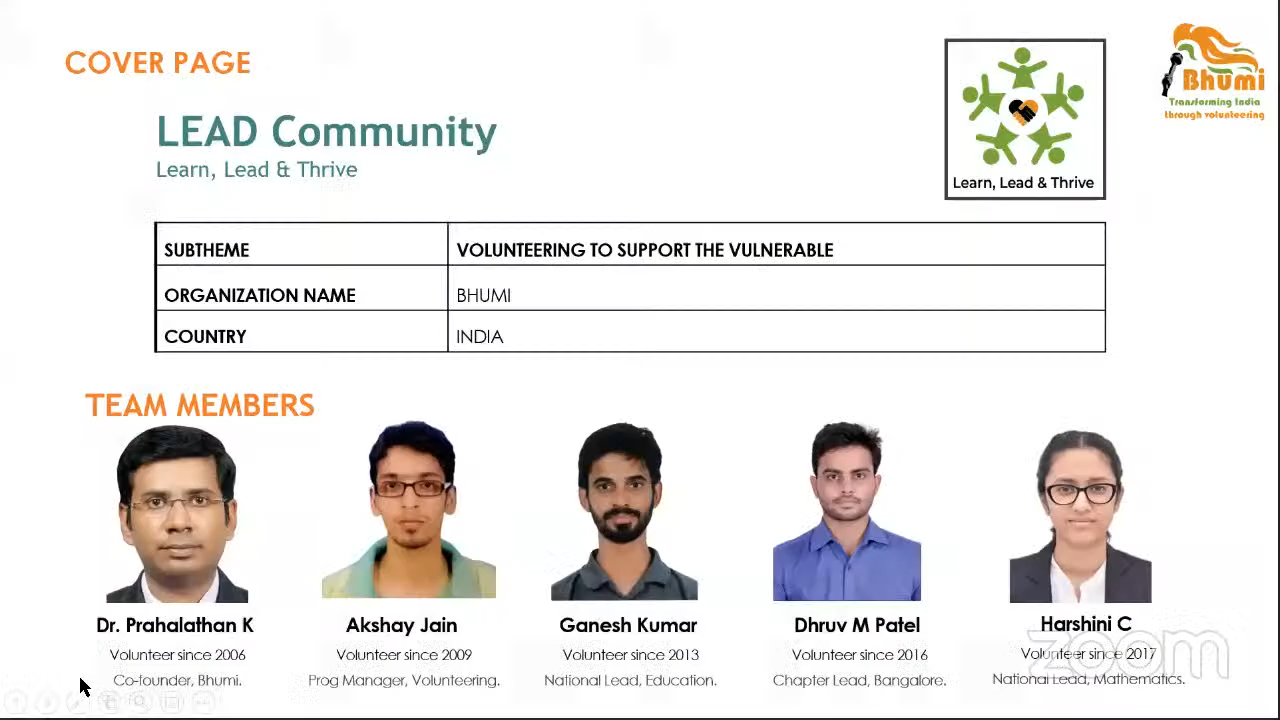 COVER PAGE
LEAD Community
Learn, Lead & Thrive
Learn, Lead & Thrive
Bhumi
Transforming India
through volunteering
SUBTHEME VOLUNTEERING TO SUPPORT THE VULNERABLE
ORGANIZATION NAME BHUMI
COUNTRY INDIA
TEAM MEMBERS
Dr. Prahalathan K Akshay Jain Ganesh Kumar Dhruv M Patel Harshini C
Volunteer since 2006 Volunteer since 2009 Volunteer since 2013 Volunteer since 2016 Volunteer since 2017
Co-founder, Bhumi. Prog Manager, Volunteering. National Lead, Education. Chapter Lead, Bangalore. National Lead, Mathematics.
zoom